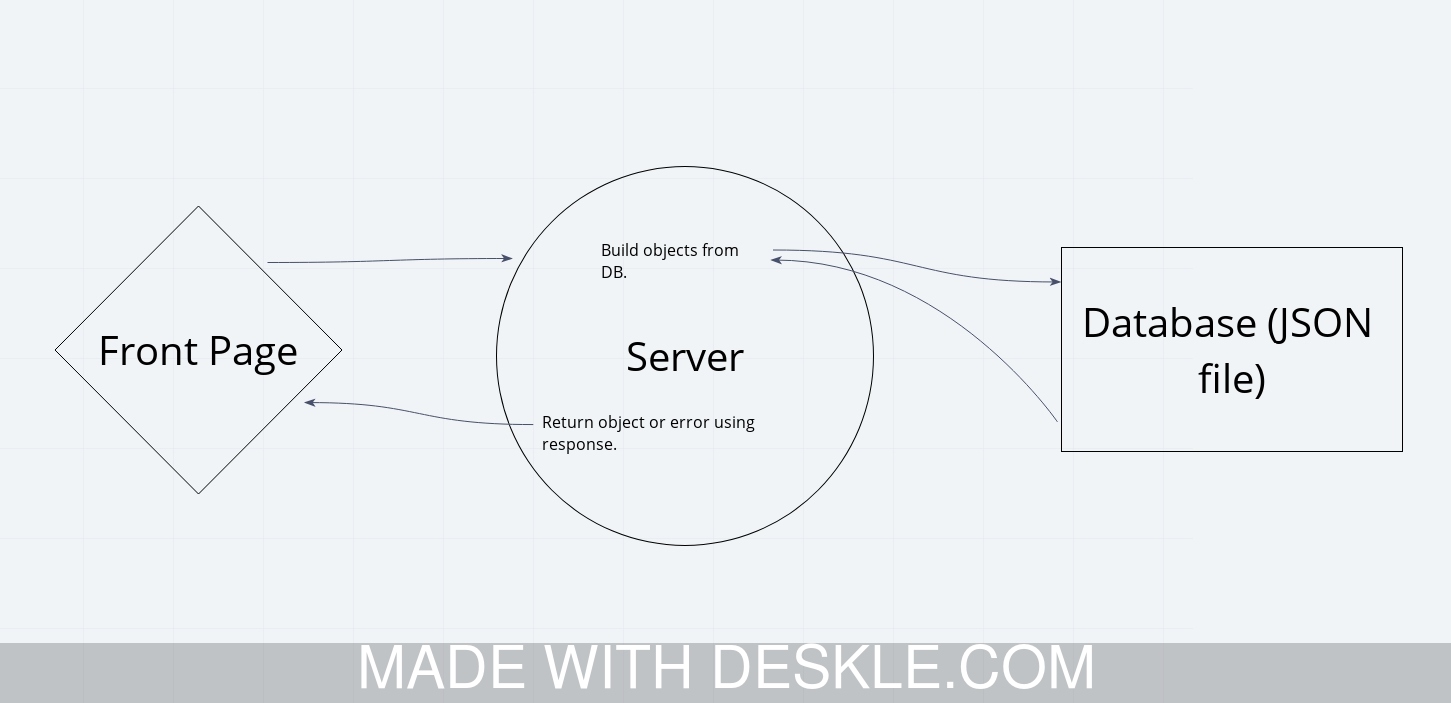 Build objects from
DB.
Front Page
Server
Database (JSON
file)
Return object or error using
response.
MADE WITH DESKLE.COM